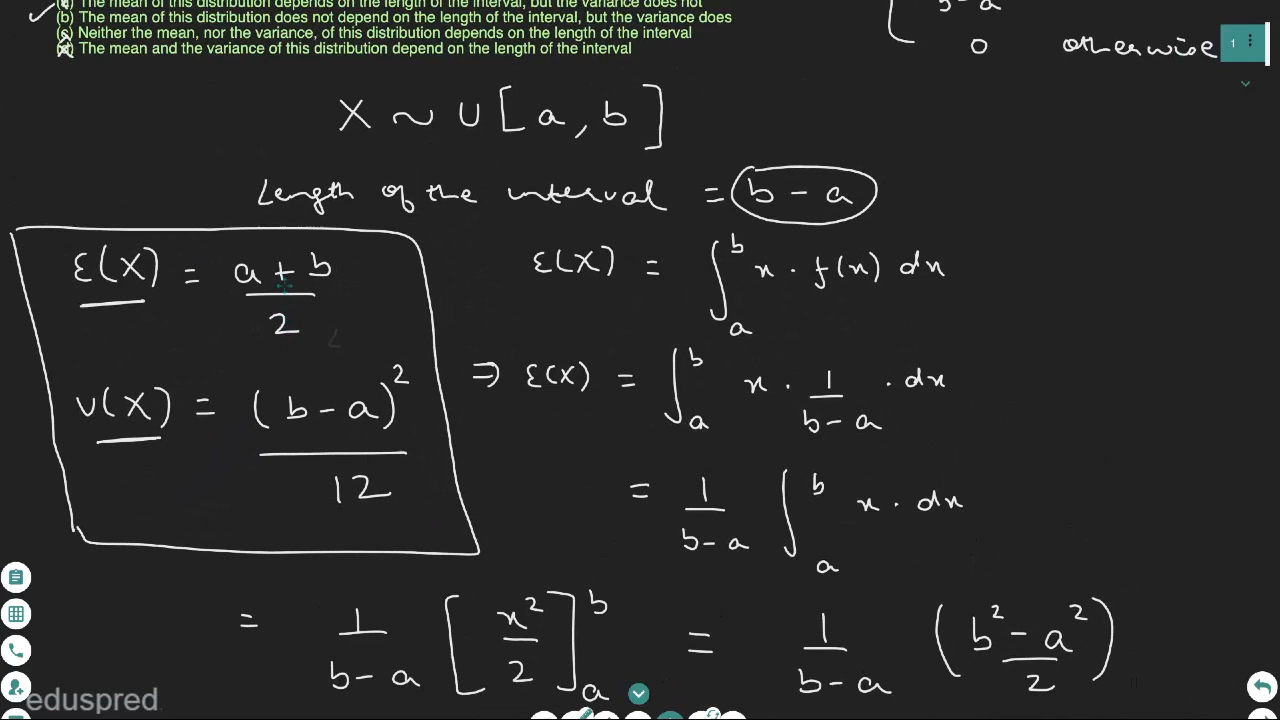 (a) The mean of this distribution depends on the length of the interval, but the variance does not
(b) The mean of this distribution does not depend on the length of the interval, but the variance does
(c) Neither the mean, nor the variance, of this distribution depends on the length of the interval
The mean and the variance of this distribution depend on the length of the interval
b-a
0 otherwise
1
X ~ U [a, b]
Length of the interval = b - a
E(X) = a + b / 2
V(X) = (b - a)² / 12
E(X) = ∫_a^b x · f(x) dx
⇒ E(X) = ∫_a^b x · 1/(b-a) · dx
= 1/(b-a) ∫_a^b x · dx
= 1/(b-a) [x²/2]_a^b = 1/(b-a) (b² - a² / 2)
eduspred